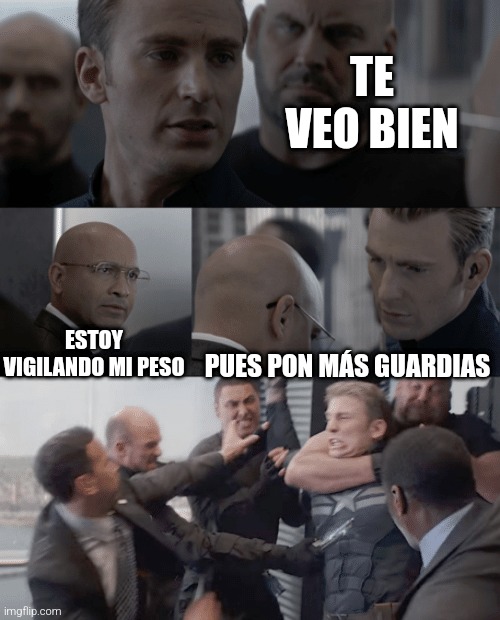 TE
VEO BIEN
ESTOY
VIGILANDO MI PESO
PUES PON MÁS GUARDIAS
imgflip.com